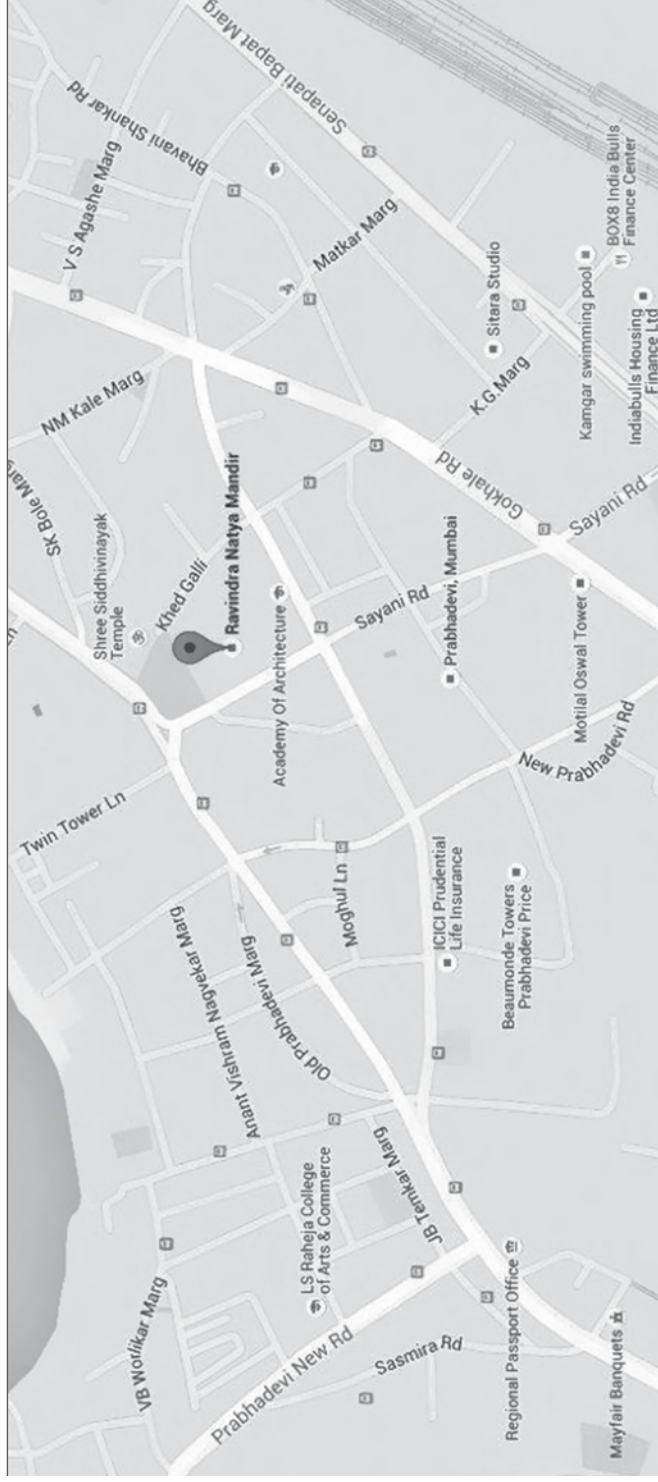 Senapati Bapat Marg
Bhavani Shankar Rd
V S Agashe Marg
Matkar Marg
NM Kale Marg
SK Bole Marg
Sitara Studio
K.G.Marg
Kamgar swimming pool
BOX8 India Bulls
Finance Center
Indiabulls Housing
Finance Ltd
Gokhale Rd
Sayani Rd
Shree Siddhivinayak
Temple
Khed Galli
Ravindra Natya Mandir
Academy Of Architecture
Sayani Rd
Prabhadevi, Mumbai
Motilal Oswal Tower
New Prabhadevi Rd
Ln
Twin Tower Ln
Moghul Ln
ICICI Prudential
Life Insurance
Beaumonde Towers
Prabhadevi Price
Anant Vishram Nagvekar Marg
Old Prabhadevi Marg
LS Raheja College
of Arts & Commerce
JB Temkar Marg
VB Worlikar Marg
Prabhadevi New Rd
Sasmira Rd
Regional Passport Office
Mayfair Banquets